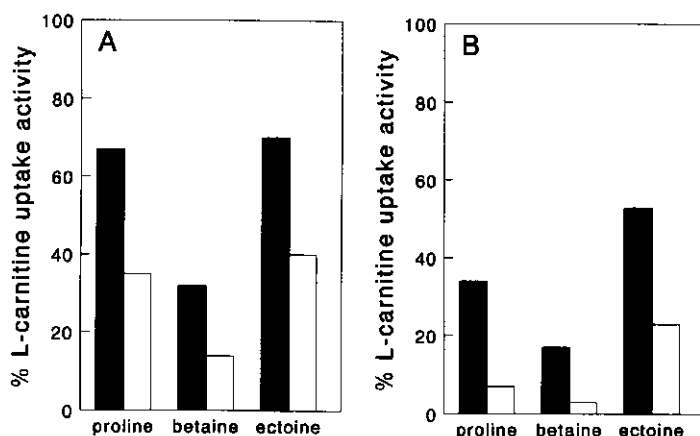 A
% L-carnitine uptake activity
100
80
60
40
20
0
proline betaine ectoine
B
% L-carnitine uptake activity
100
80
60
40
20
0
proline betaine ectoine